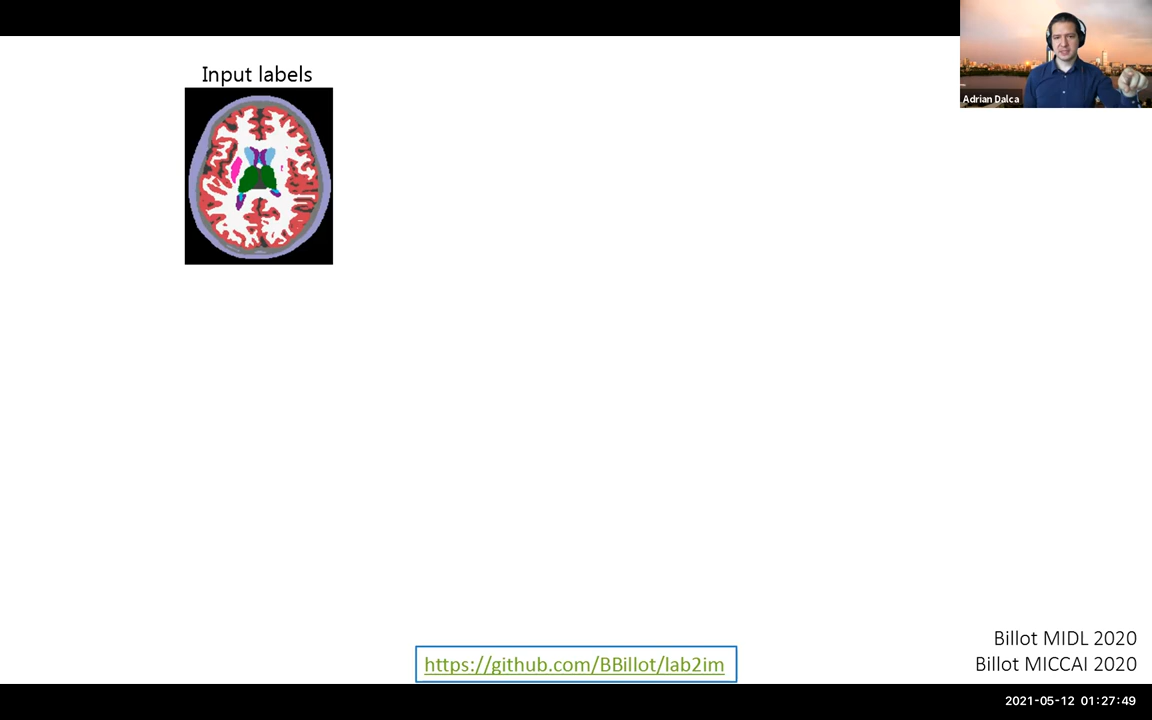 Input labels
Adrian Dalca
https://github.com/BBillot/lab2im
Billot MIDL 2020
Billot MICCAI 2020
2021-05-12 01:27:49